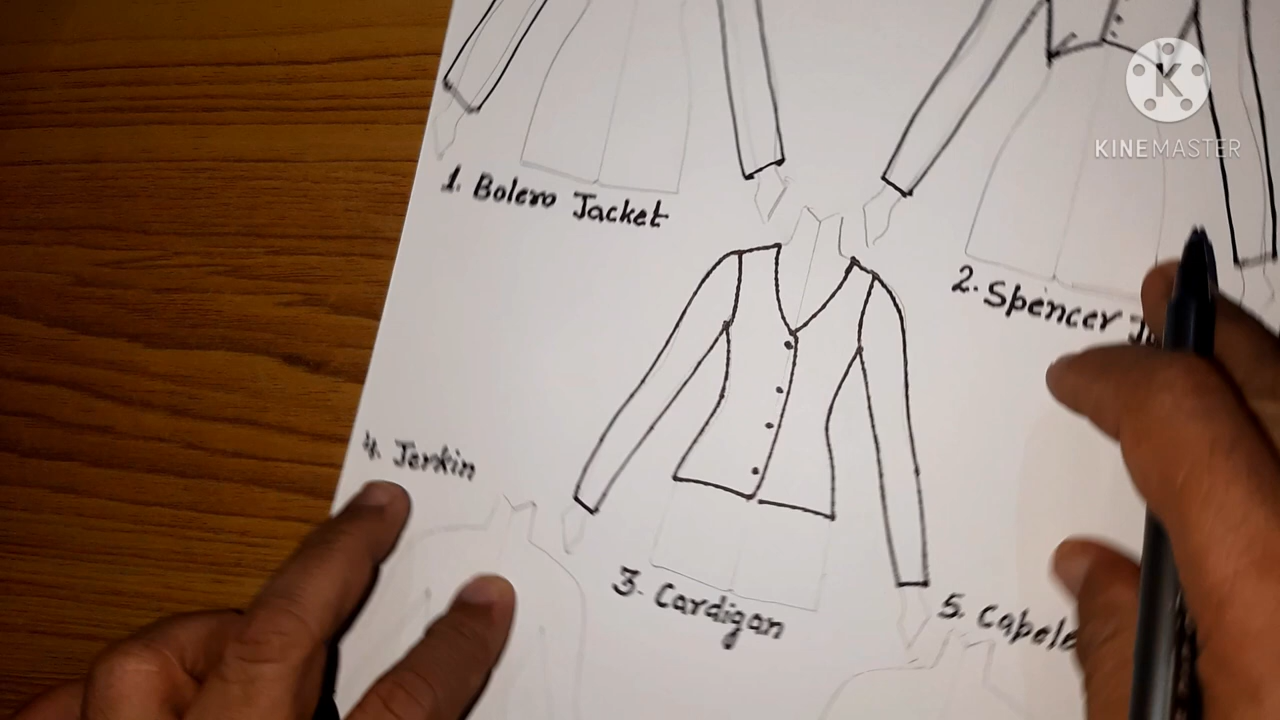 K
KINEMASTER
1. Bolero Jacket
2. Spencer
3. Cardigan
4. Jerkin
5.